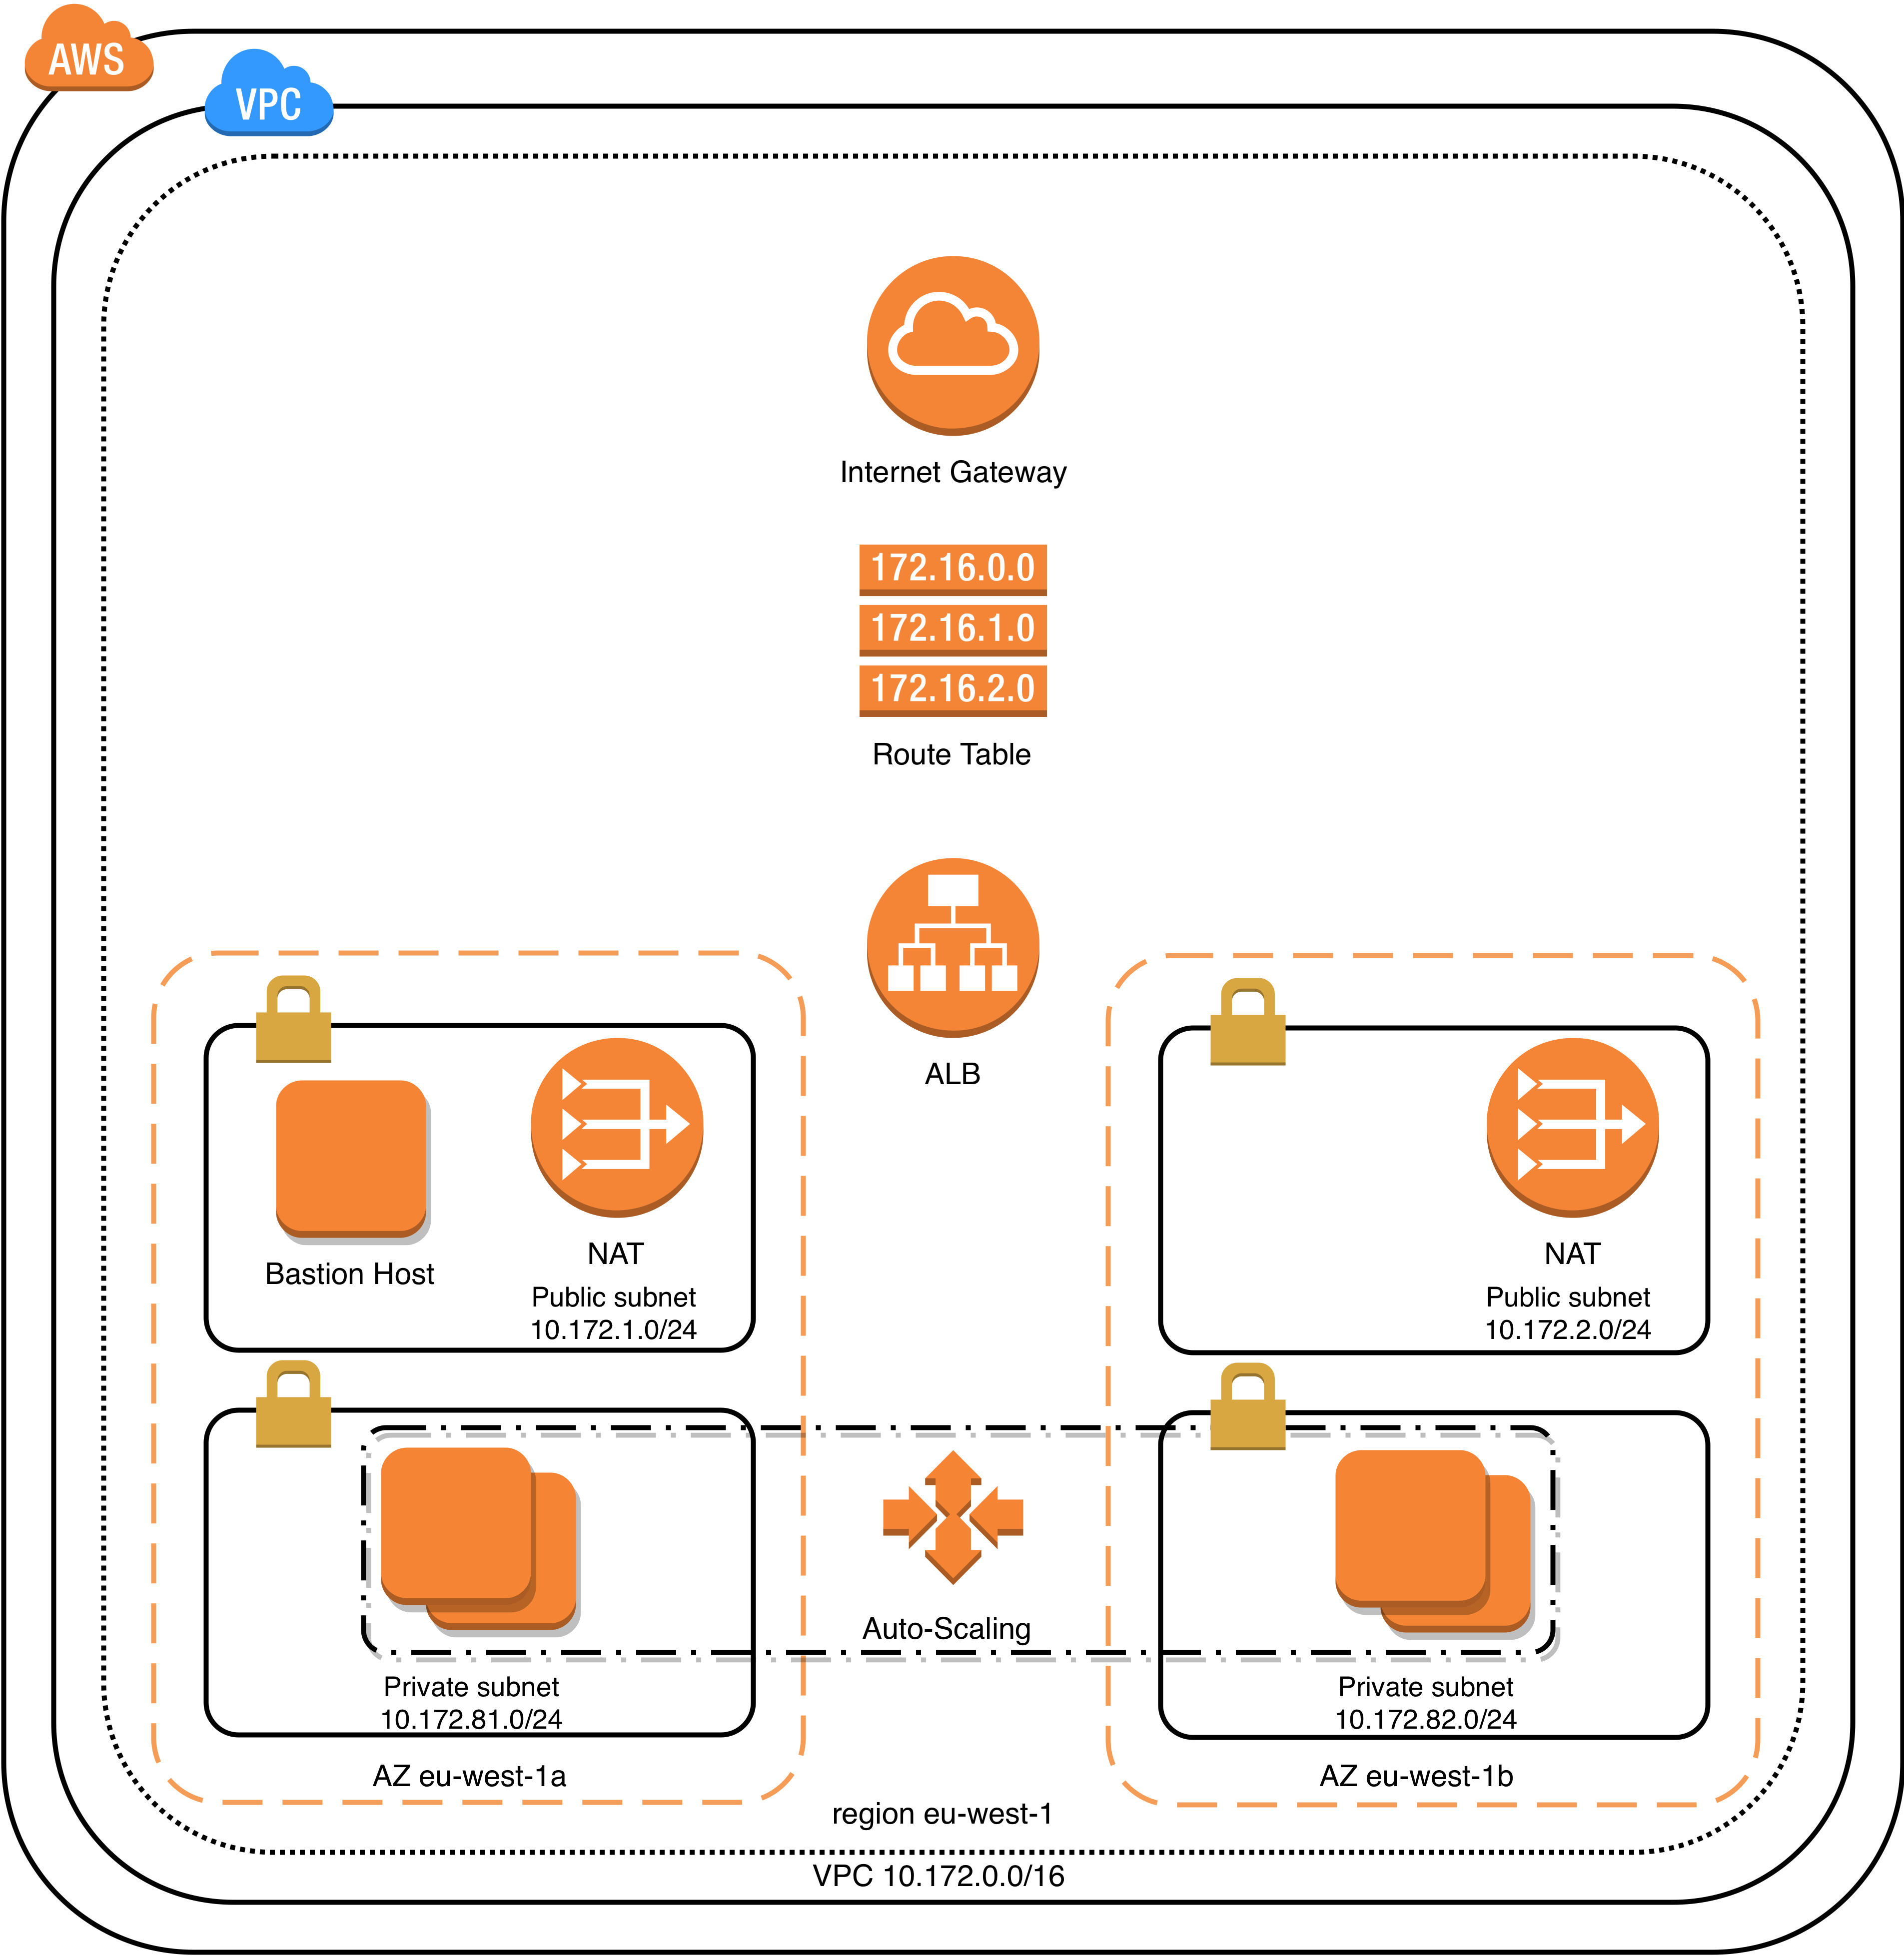 AWS
VPC
Internet Gateway
172.16.0.0
172.16.1.0
172.16.2.0
Route Table
ALB
Bastion Host
NAT
Public subnet
10.172.1.0/24
NAT
Public subnet
10.172.2.0/24
Auto-Scaling
Private subnet
10.172.81.0/24
Private subnet
10.172.82.0/24
AZ eu-west-1a
AZ eu-west-1b
region eu-west-1
VPC 10.172.0.0/16